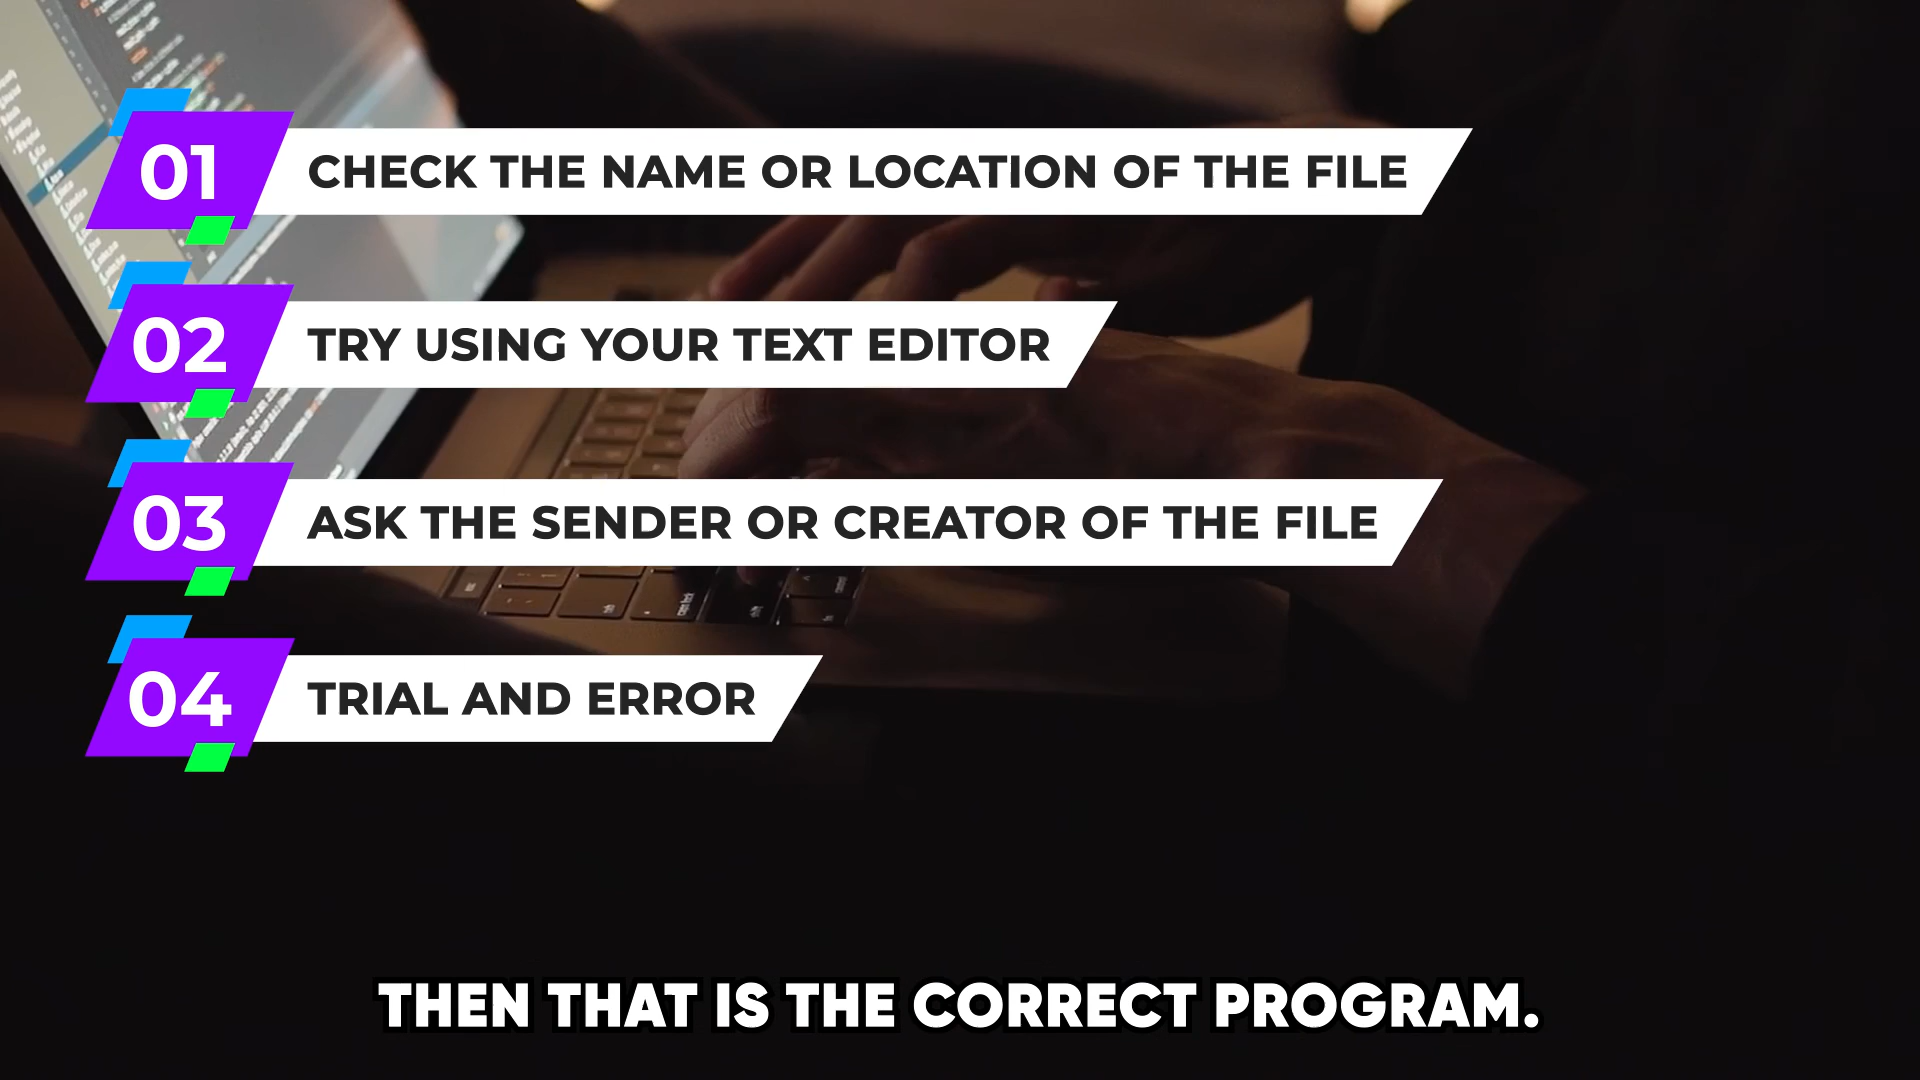 01 CHECK THE NAME OR LOCATION OF THE FILE
02 TRY USING YOUR TEXT EDITOR
03 ASK THE SENDER OR CREATOR OF THE FILE
04 TRIAL AND ERROR
THEN THAT IS THE CORRECT PROGRAM.